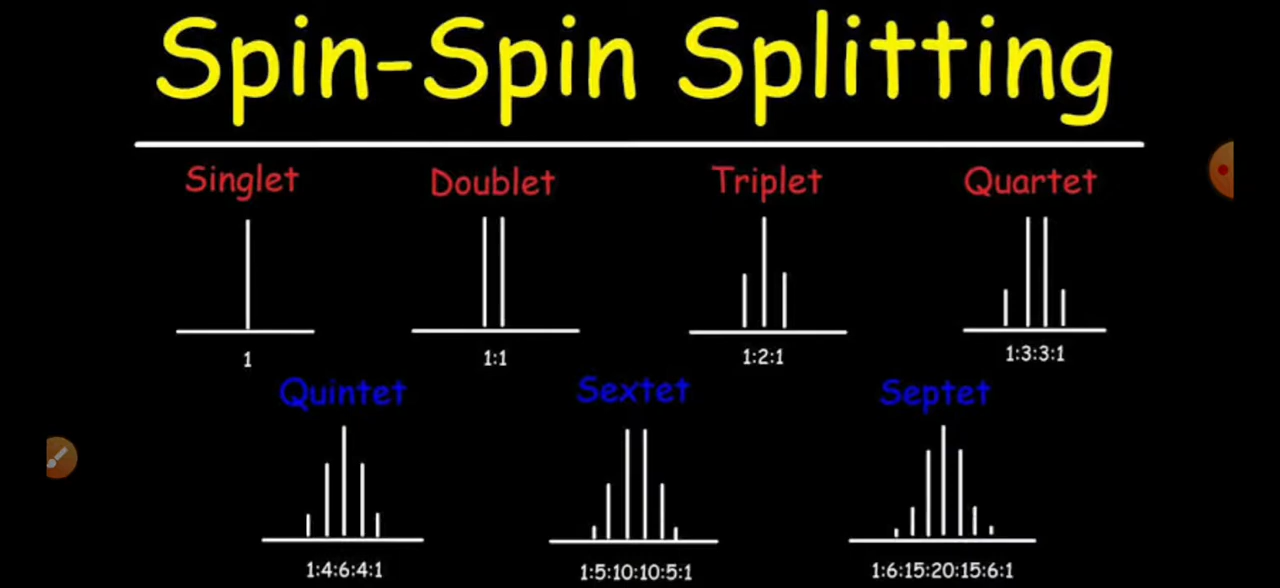 Spin-Spin Splitting
Singlet Doublet Triplet Quartet
1 1:1 1:2:1 1:3:3:1
Quintet Sextet Septet
1:4:6:4:1 1:5:10:10:5:1 1:6:15:20:15:6:1